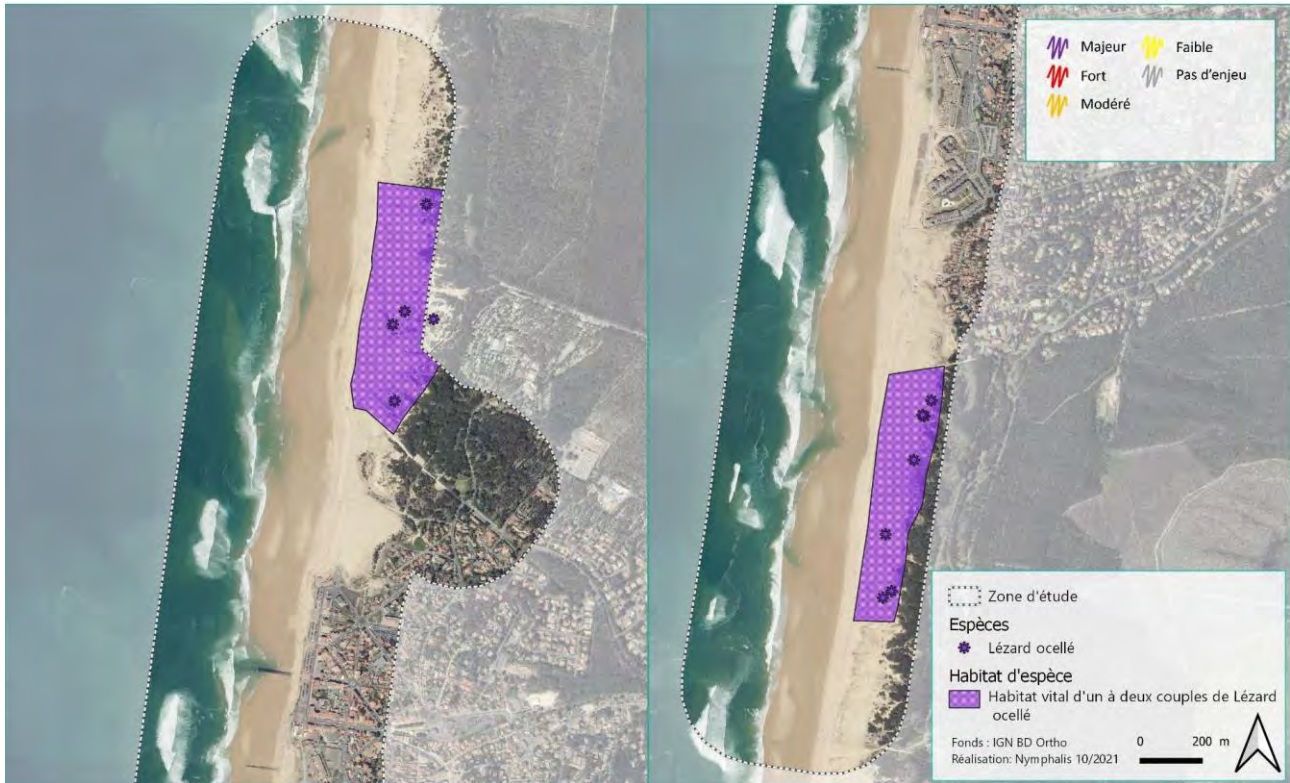 Majeur
Faible
Fort
Pas d'enjeu
Modéré
Zone d'étude
Espèces
Lézard ocellé
Habitat d'espèce
Habitat vital d'un à deux couples de Lézard
ocellé
Fonds : IGN BD Ortho
Réalisation: Nymphalis 10/2021
0 200 m